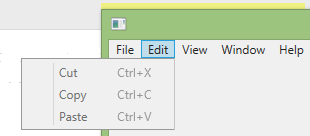 File Edit View Window Help
Cut Ctrl+X
Copy Ctrl+C
Paste Ctrl+V